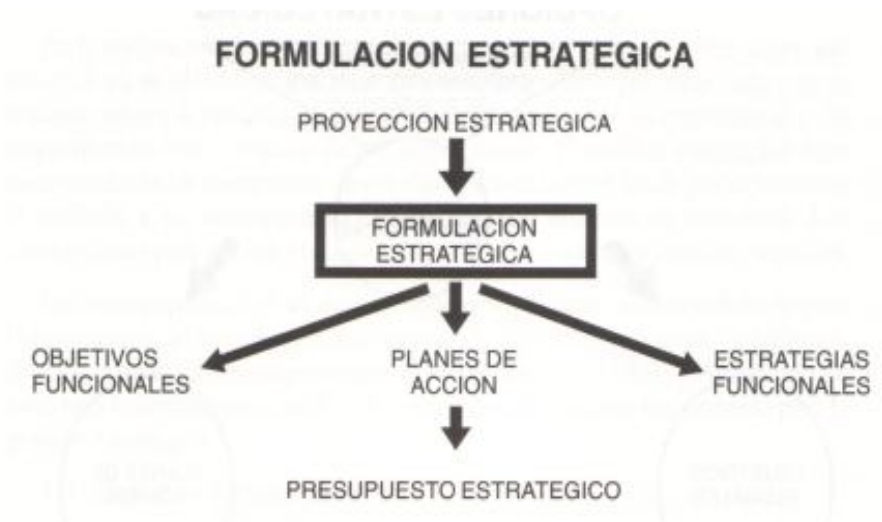 FORMULACION ESTRATEGICA
PROYECCION ESTRATEGICA
FORMULACION
ESTRATEGICA
OBJETIVOS
FUNCIONALES
PLANES DE
ACCION
ESTRATEGIAS
FUNCIONALES
PRESUPUESTO ESTRATEGICO